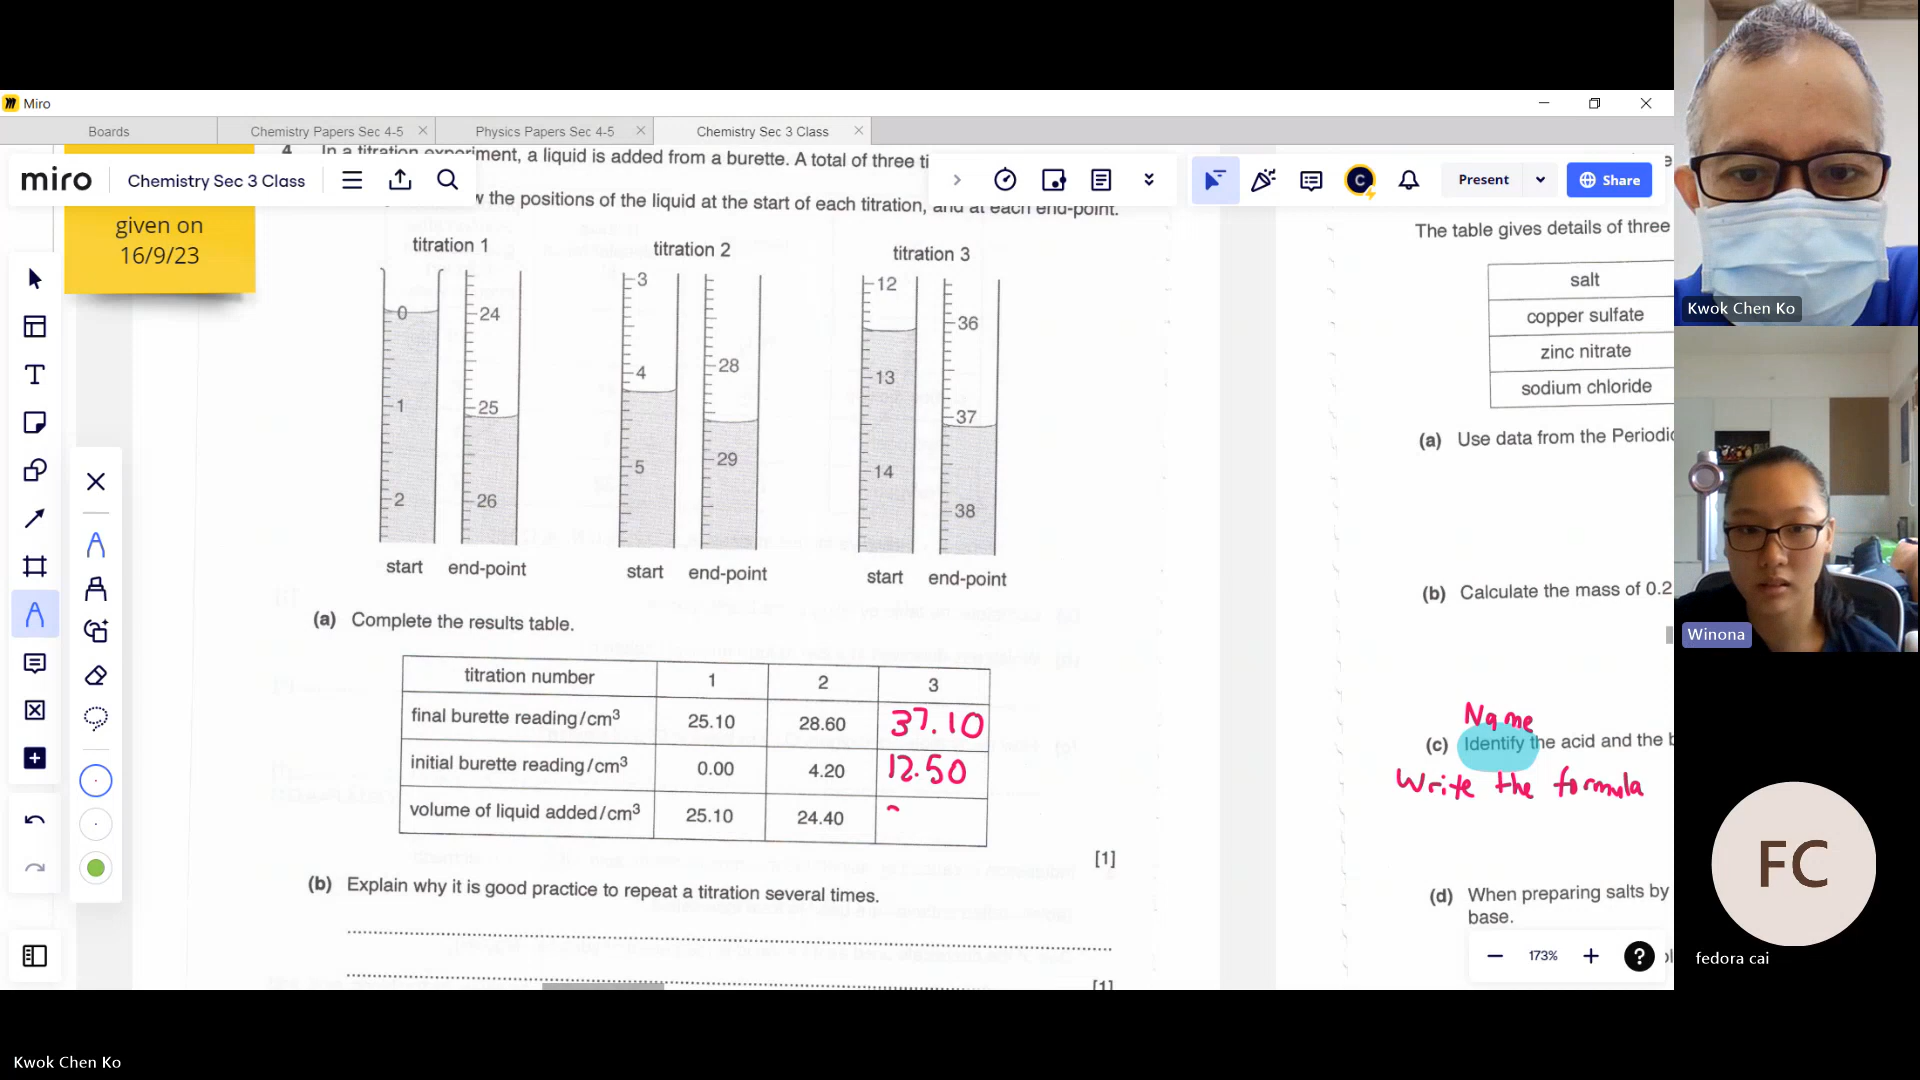 Miro
Boards
Chemistry Papers Sec 4-5
Physics Papers Sec 4-5
Chemistry Sec 3 Class
miro
Chemistry Sec 3 Class
Present
Share
given on
16/9/23
4 In a titration experiment, a liquid is added from a burette. A total of three ti
w the positions of the liquid at the start of each titration, and at each end-point.
titration 1
titration 2
titration 3
0
1
2
24
25
26
3
4
5
28
29
12
13
14
36
37
38
start
end-point
start
end-point
start
end-point
(a) Complete the results table.
titration number 1 2 3
final burette reading/cm³ 25.10 28.60 37.10
initial burette reading/cm³ 0.00 4.20 12.50
volume of liquid added/cm³ 25.10 24.40
[1]
(b) Explain why it is good practice to repeat a titration several times.
[1]
The table gives details of three
salt
copper sulfate
zinc nitrate
sodium chloride
(a) Use data from the Periodic
(b) Calculate the mass of 0.2
Name
(c) Identify the acid and the b
Write the formula
(d) When preparing salts by
base.
173%
?
C
Kwok Chen Ko
Winona
FC
fedora cai
Kwok Chen Ko